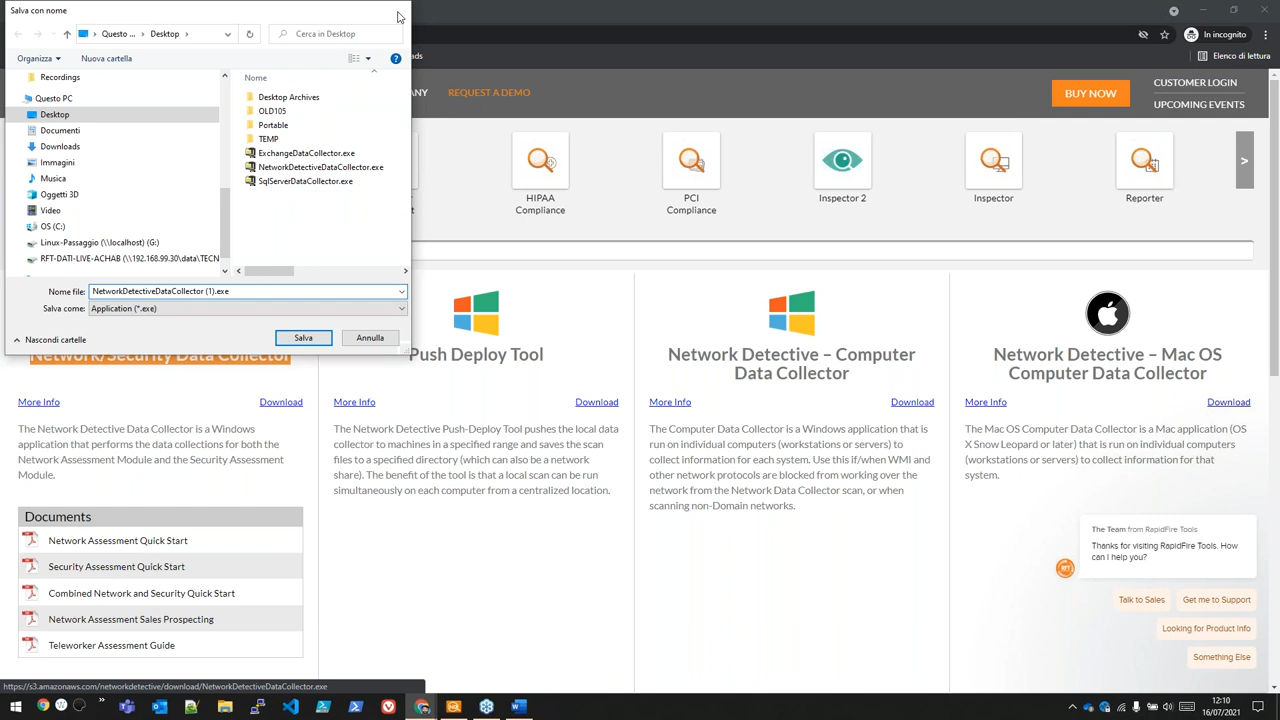 Salva con nome
Questo ... > Desktop >
Cerca in Desktop
In incognito
Organizza
Nuova cartella
ads
Elenco di lettura
Recordings
Questo PC
Desktop
Documenti
Downloads
Immagini
Musica
Oggetti 3D
Video
OS (C:)
Linux-Passaggio (\\localhost) (G:)
RFT-DATI-LIVE-ACHAB (\\192.168.99.30\data\TECN
Nome
Desktop Archives
OLD105
Portable
TEMP
ExchangeDataCollector.exe
NetworkDetectiveDataCollector.exe
SqlServerDataCollector.exe
Nome file: NetworkDetectiveDataCollector (1).exe
Salva come: Application (*.exe)
Nascondi cartelle
Salva
Annulla
ANY
REQUEST A DEMO
BUY NOW
CUSTOMER LOGIN
UPCOMING EVENTS
t
HIPAA
Compliance
PCI
Compliance
Inspector 2
Inspector
Reporter
>
Network/Security Data Collector
More Info
Download
The Network Detective Data Collector is a Windows
application that performs the data collections for both the
Network Assessment Module and the Security Assessment
Module.
Documents
Network Assessment Quick Start
Security Assessment Quick Start
Combined Network and Security Quick Start
Network Assessment Sales Prospecting
Teleworker Assessment Guide
Push Deploy Tool
More Info
Download
The Network Detective Push-Deploy Tool pushes the local data
collector to machines in a specified range and saves the scan
files to a specified directory (which can also be a network
share). The benefit of the tool is that a local scan can be run
simultaneously on each computer from a centralized location.
Network Detective – Computer
Data Collector
More Info
Download
The Computer Data Collector is a Windows application that is
run on individual computers (workstations or servers) to
collect information for each system. Use this if/when WMI and
other network protocols are blocked from working over the
network from the Network Data Collector scan, or when
scanning non-Domain networks.
Network Detective – Mac OS
Computer Data Collector
More Info
Download
The Mac OS Computer Data Collector is a Mac application (OS
X Snow Leopard or later) that is run on individual computers
(workstations or servers) to collect information for that
system.
The Team from RapidFire Tools
Thanks for visiting RapidFire Tools. How
can I help you?
RFT
Talk to Sales
Get me to Support
Looking for Product Info
Something Else
https://s3.amazonaws.com/networkdetective/download/NetworkDetectiveDataCollector.exe
12:10
16/07/2021